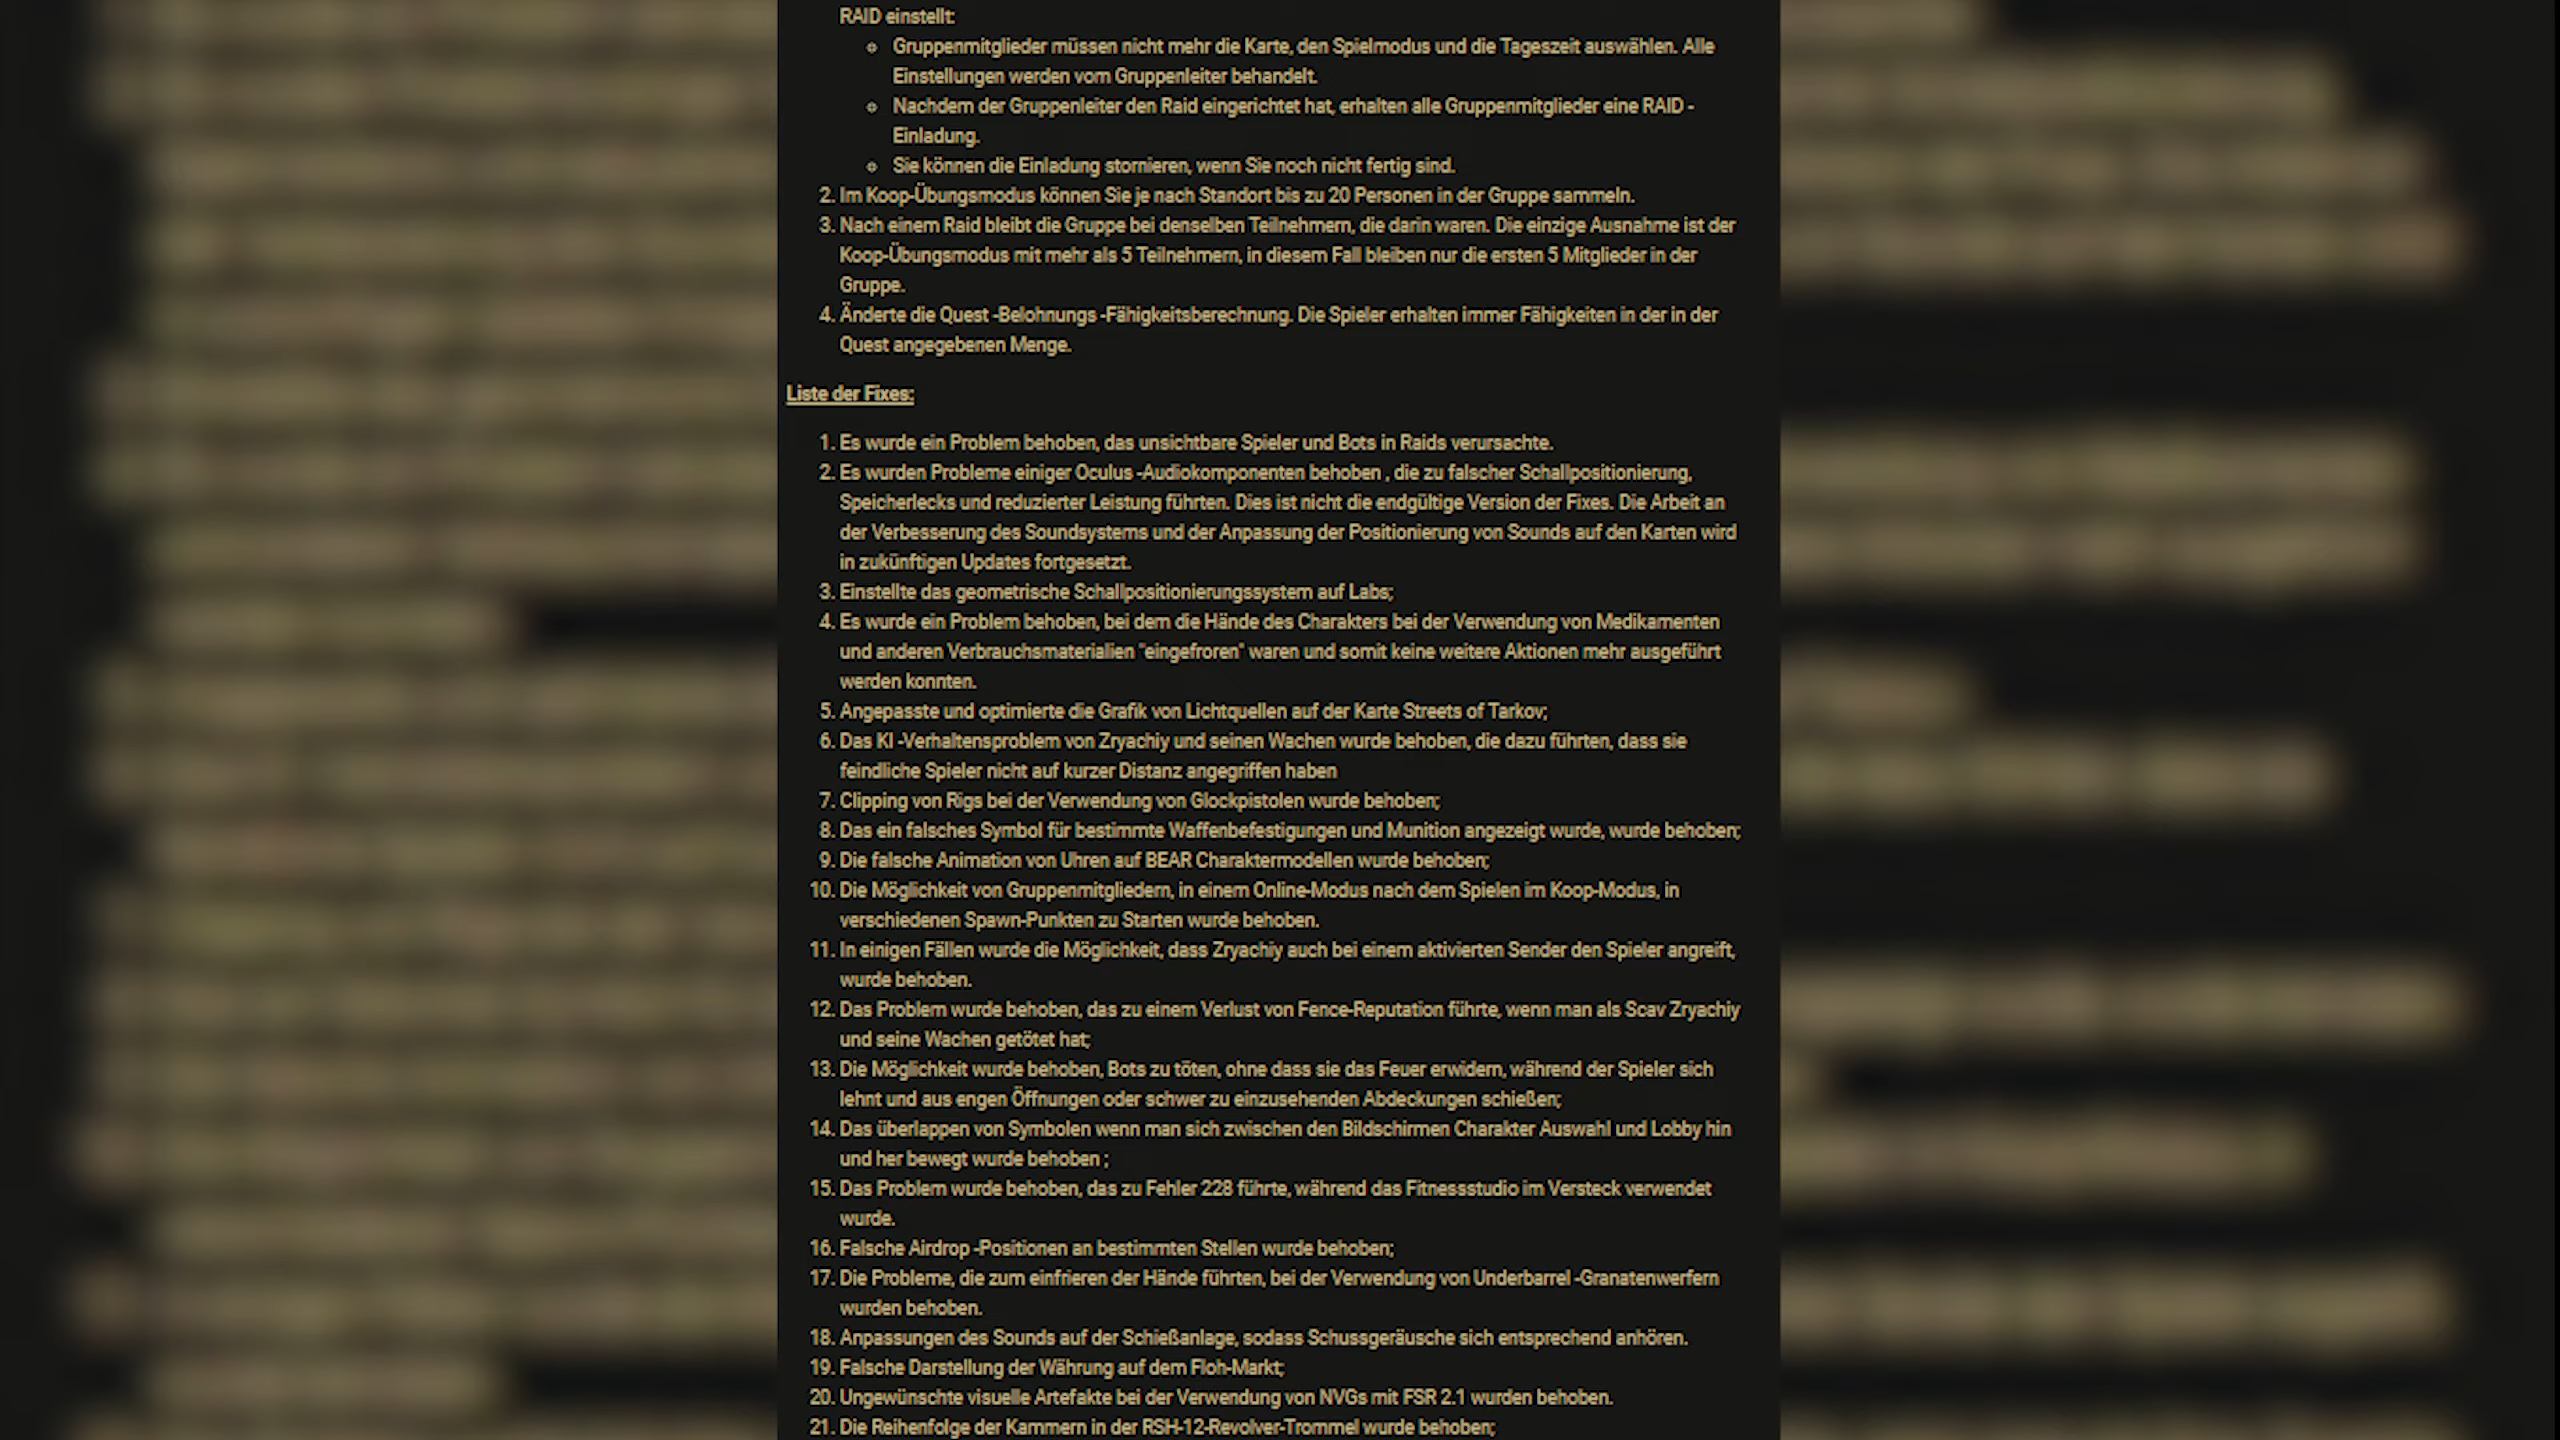 RAID einstellt:
Gruppenmitglieder müssen nicht mehr die Karte, den Spielmodus und die Tageszeit auswählen. Alle
Einstellungen werden vom Gruppenleiter behandelt.
Nachdem der Gruppenleiter den Raid eingerichtet hat, erhalten alle Gruppenmitglieder eine RAID -
Einladung.
Sie können die Einladung stornieren, wenn Sie noch nicht fertig sind.
2. Im Koop-Übungsmodus können Sie je nach Standort bis zu 20 Personen in der Gruppe sammeln.
3. Nach einem Raid bleibt die Gruppe bei denselben Teilnehmern, die darin waren. Die einzige Ausnahme ist der
Koop-Übungsmodus mit mehr als 5 Teilnehmern, in diesem Fall bleiben nur die ersten 5 Mitglieder in der
Gruppe.
4. Änderte die Quest -Belohnungs -Fähigkeitsberechnung. Die Spieler erhalten immer Fähigkeiten in der in der
Quest angegebenen Menge.
Liste der Fixes:
1. Es wurde ein Problem behoben, das unsichtbare Spieler und Bots in Raids verursachte.
2. Es wurden Probleme einiger Oculus -Audiokomponenten behoben , die zu falscher Schallpositionierung,
Speicherlecks und reduzierter Leistung führten. Dies ist nicht die endgültige Version der Fixes. Die Arbeit an
der Verbesserung des Soundsystems und der Anpassung der Positionierung von Sounds auf den Karten wird
in zukünftigen Updates fortgesetzt.
3. Einstellte das geometrische Schallpositionierungssystem auf Labs;
4. Es wurde ein Problem behoben, bei dem die Hände des Charakters bei der Verwendung von Medikamenten
und anderen Verbrauchsmaterialien "eingefroren" waren und somit keine weitere Aktionen mehr ausgeführt
werden konnten.
5. Angepasste und optimierte die Grafik von Lichtquellen auf der Karte Streets of Tarkov;
6. Das KI -Verhaltensproblem von Zryachiy und seinen Wachen wurde behoben, die dazu führten, dass sie
feindliche Spieler nicht auf kurzer Distanz angegriffen haben
7. Clipping von Rigs bei der Verwendung von Glockpistolen wurde behoben;
8. Das ein falsches Symbol für bestimmte Waffenbefestigungen und Munition angezeigt wurde, wurde behoben;
9. Die falsche Animation von Uhren auf BEAR Charaktermodellen wurde behoben;
10. Die Möglichkeit von Gruppenmitgliedern, in einem Online-Modus nach dem Spielen im Koop-Modus, in
verschiedenen Spawn-Punkten zu Starten wurde behoben.
11. In einigen Fällen wurde die Möglichkeit, dass Zryachiy auch bei einem aktivierten Sender den Spieler angreift,
wurde behoben.
12. Das Problem wurde behoben, das zu einem Verlust von Fence-Reputation führte, wenn man als Scav Zryachiy
und seine Wachen getötet hat;
13. Die Möglichkeit wurde behoben, Bots zu töten, ohne dass sie das Feuer erwidern, während der Spieler sich
lehnt und aus engen Öffnungen oder schwer zu einzusehenden Abdeckungen schießen;
14. Das überlappen von Symbolen wenn man sich zwischen den Bildschirmen Charakter Auswahl und Lobby hin
und her bewegt wurde behoben ;
15. Das Problem wurde behoben, das zu Fehler 228 führte, während das Fitnessstudio im Versteck verwendet
wurde.
16. Falsche Airdrop -Positionen an bestimmten Stellen wurde behoben;
17. Die Probleme, die zum einfrieren der Hände führten, bei der Verwendung von Underbarrel -Granatenwerfern
wurden behoben.
18. Anpassungen des Sounds auf der Schießanlage, sodass Schussgeräusche sich entsprechend anhören.
19. Falsche Darstellung der Währung auf dem Floh-Markt;
20. Ungewünschte visuelle Artefakte bei der Verwendung von NVGs mit FSR 2.1 wurden behoben.
21. Die Reihenfolge der Kammern in der RSH-12-Revolver-Trommel wurde behoben;